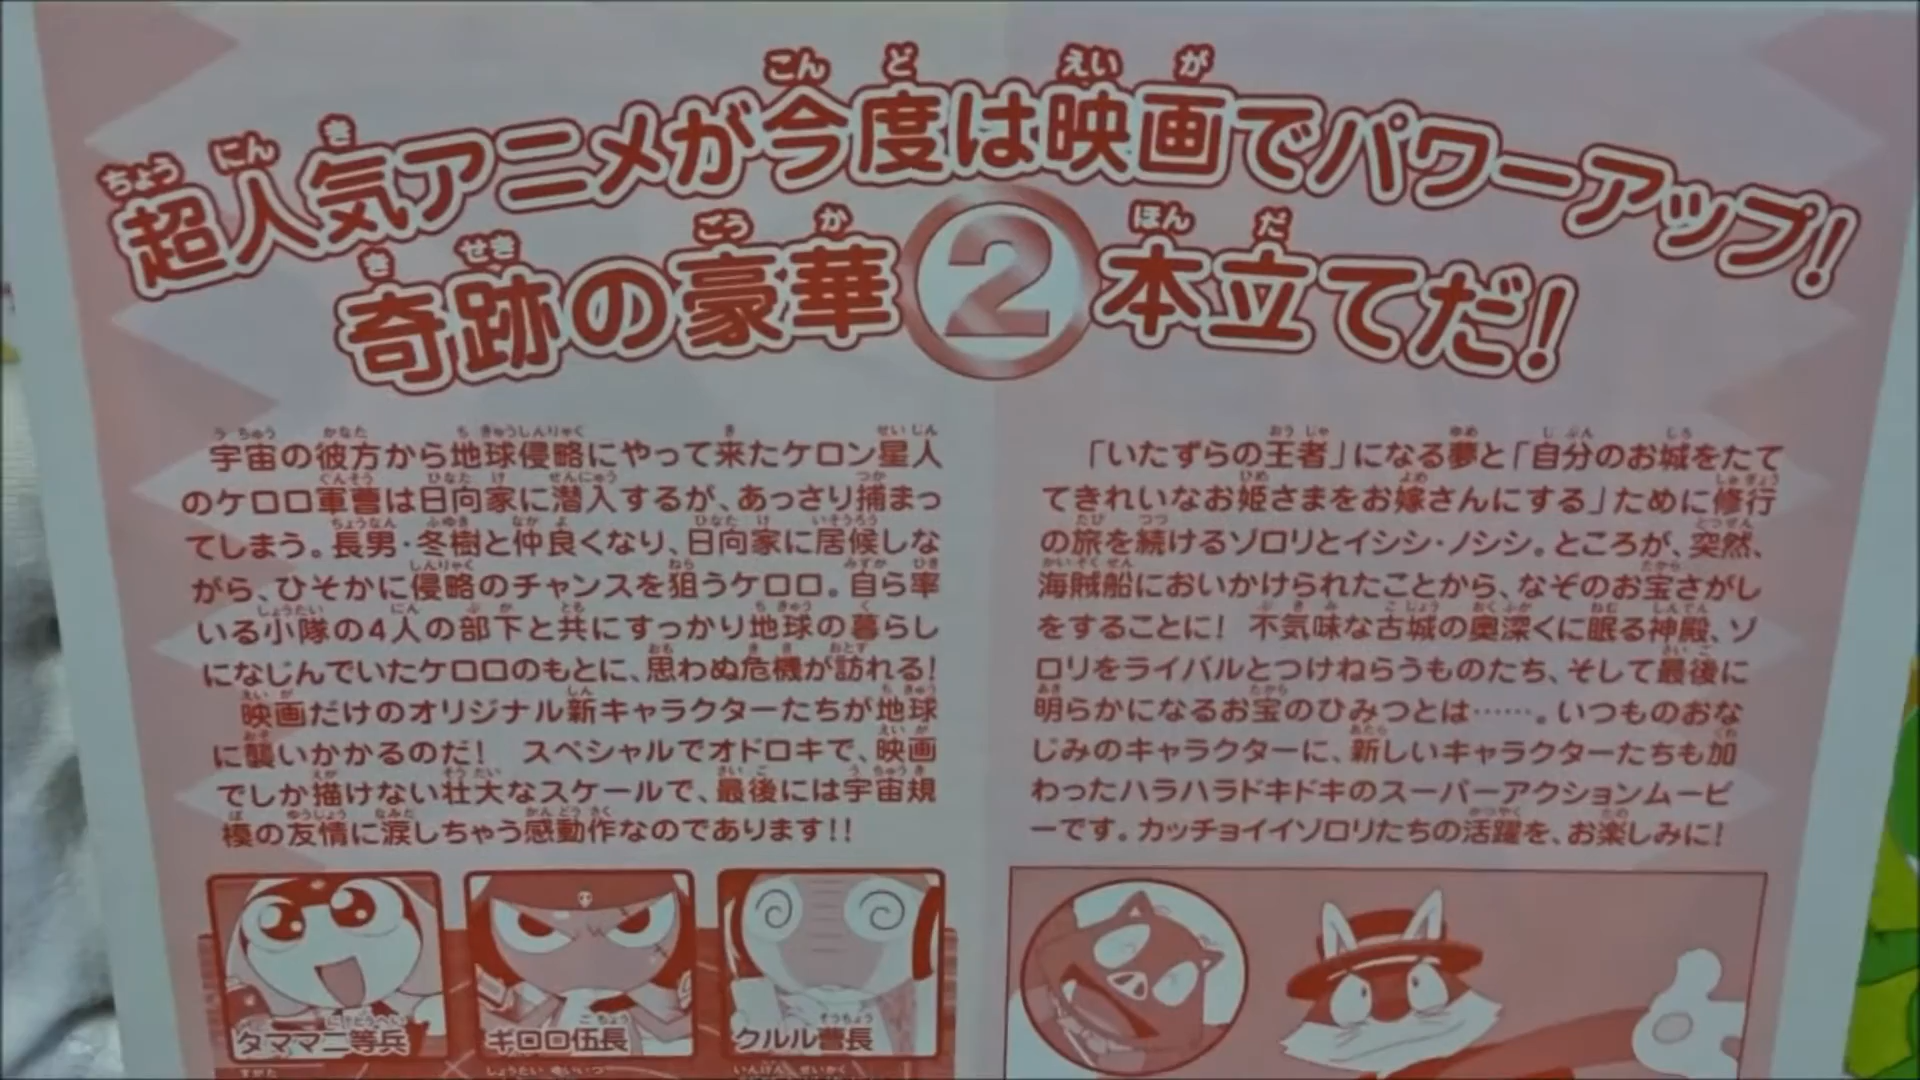 超人気アニメが今度は映画でパワーアップ!
奇跡の豪華2本立てだ!
宇宙の彼方から地球侵略にやって来たケロン星人
のケロロ軍曹は日向家に潜入するが、あっさり捕まっ
てしまう。長男・冬樹と仲良くなり、日向家に居候しな
がら、ひそかに侵略のチャンスを狙うケロロ。自ら率
いる小隊の4人の部下と共にすっかり地球の暮らし
になじんでいたケロロのもとに、思わぬ危機が訪れる!
映画だけのオリジナル新キャラクターたちが地球
に襲いかかるのだ! スペシャルでオドロキで、映画
でしか描けない壮大なスケールで、最後には宇宙規
模の友情に涙しちゃう感動作なのであります!!
「いたずらの王者」になる夢と「自分のお城をたて
てきれいなお姫さまをお嫁さんにする」ために修行
の旅を続けるゾロリとイシシ・ノシシ。ところが、突然、
海賊船においかけられたことから、なぞのお宝さがし
をすることに! 不気味な古城の奥深くに眠る神殿、ゾ
ロリをライバルとつけねらうものたち、そして最後に
明らかになるお宝のひみつとは……。いつものおな
じみのキャラクターに、新しいキャラクターたちも加
わったハラハラドキドキのスーパーアクションムービ
ーです。カッチョイイゾロリたちの活躍を、お楽しみに!
タママ二等兵
ギロロ伍長
クルル曹長